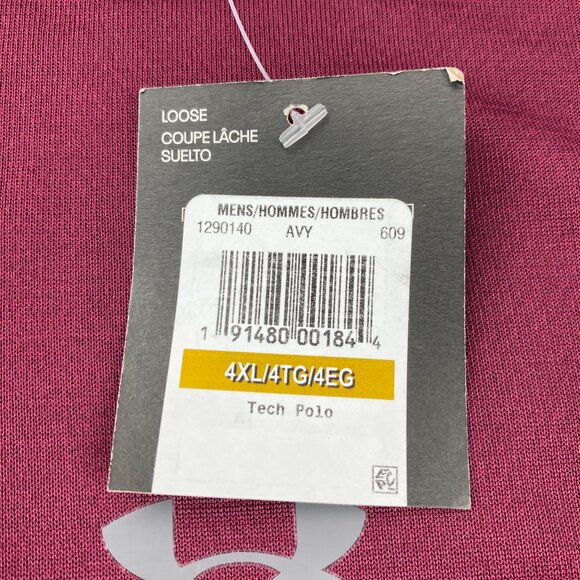 LOOSE
COUPE LÂCHE
SUELTO
MENS/HOMMES/HOMBRES
1290140 AVY 609
1 91480 00184 4
4XL/4TG/4EG
Tech Polo